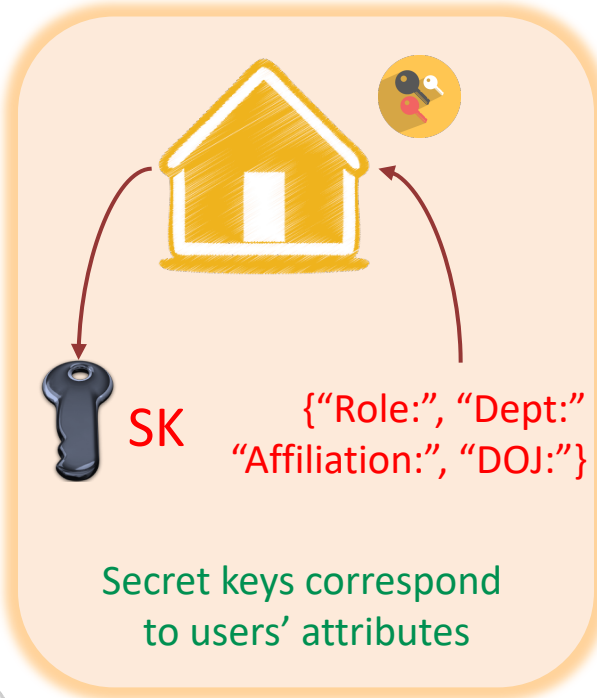 SK
{“Role:”, “Dept:”
“Affiliation:”, “DOJ:”}
Secret keys correspond
to users’ attributes